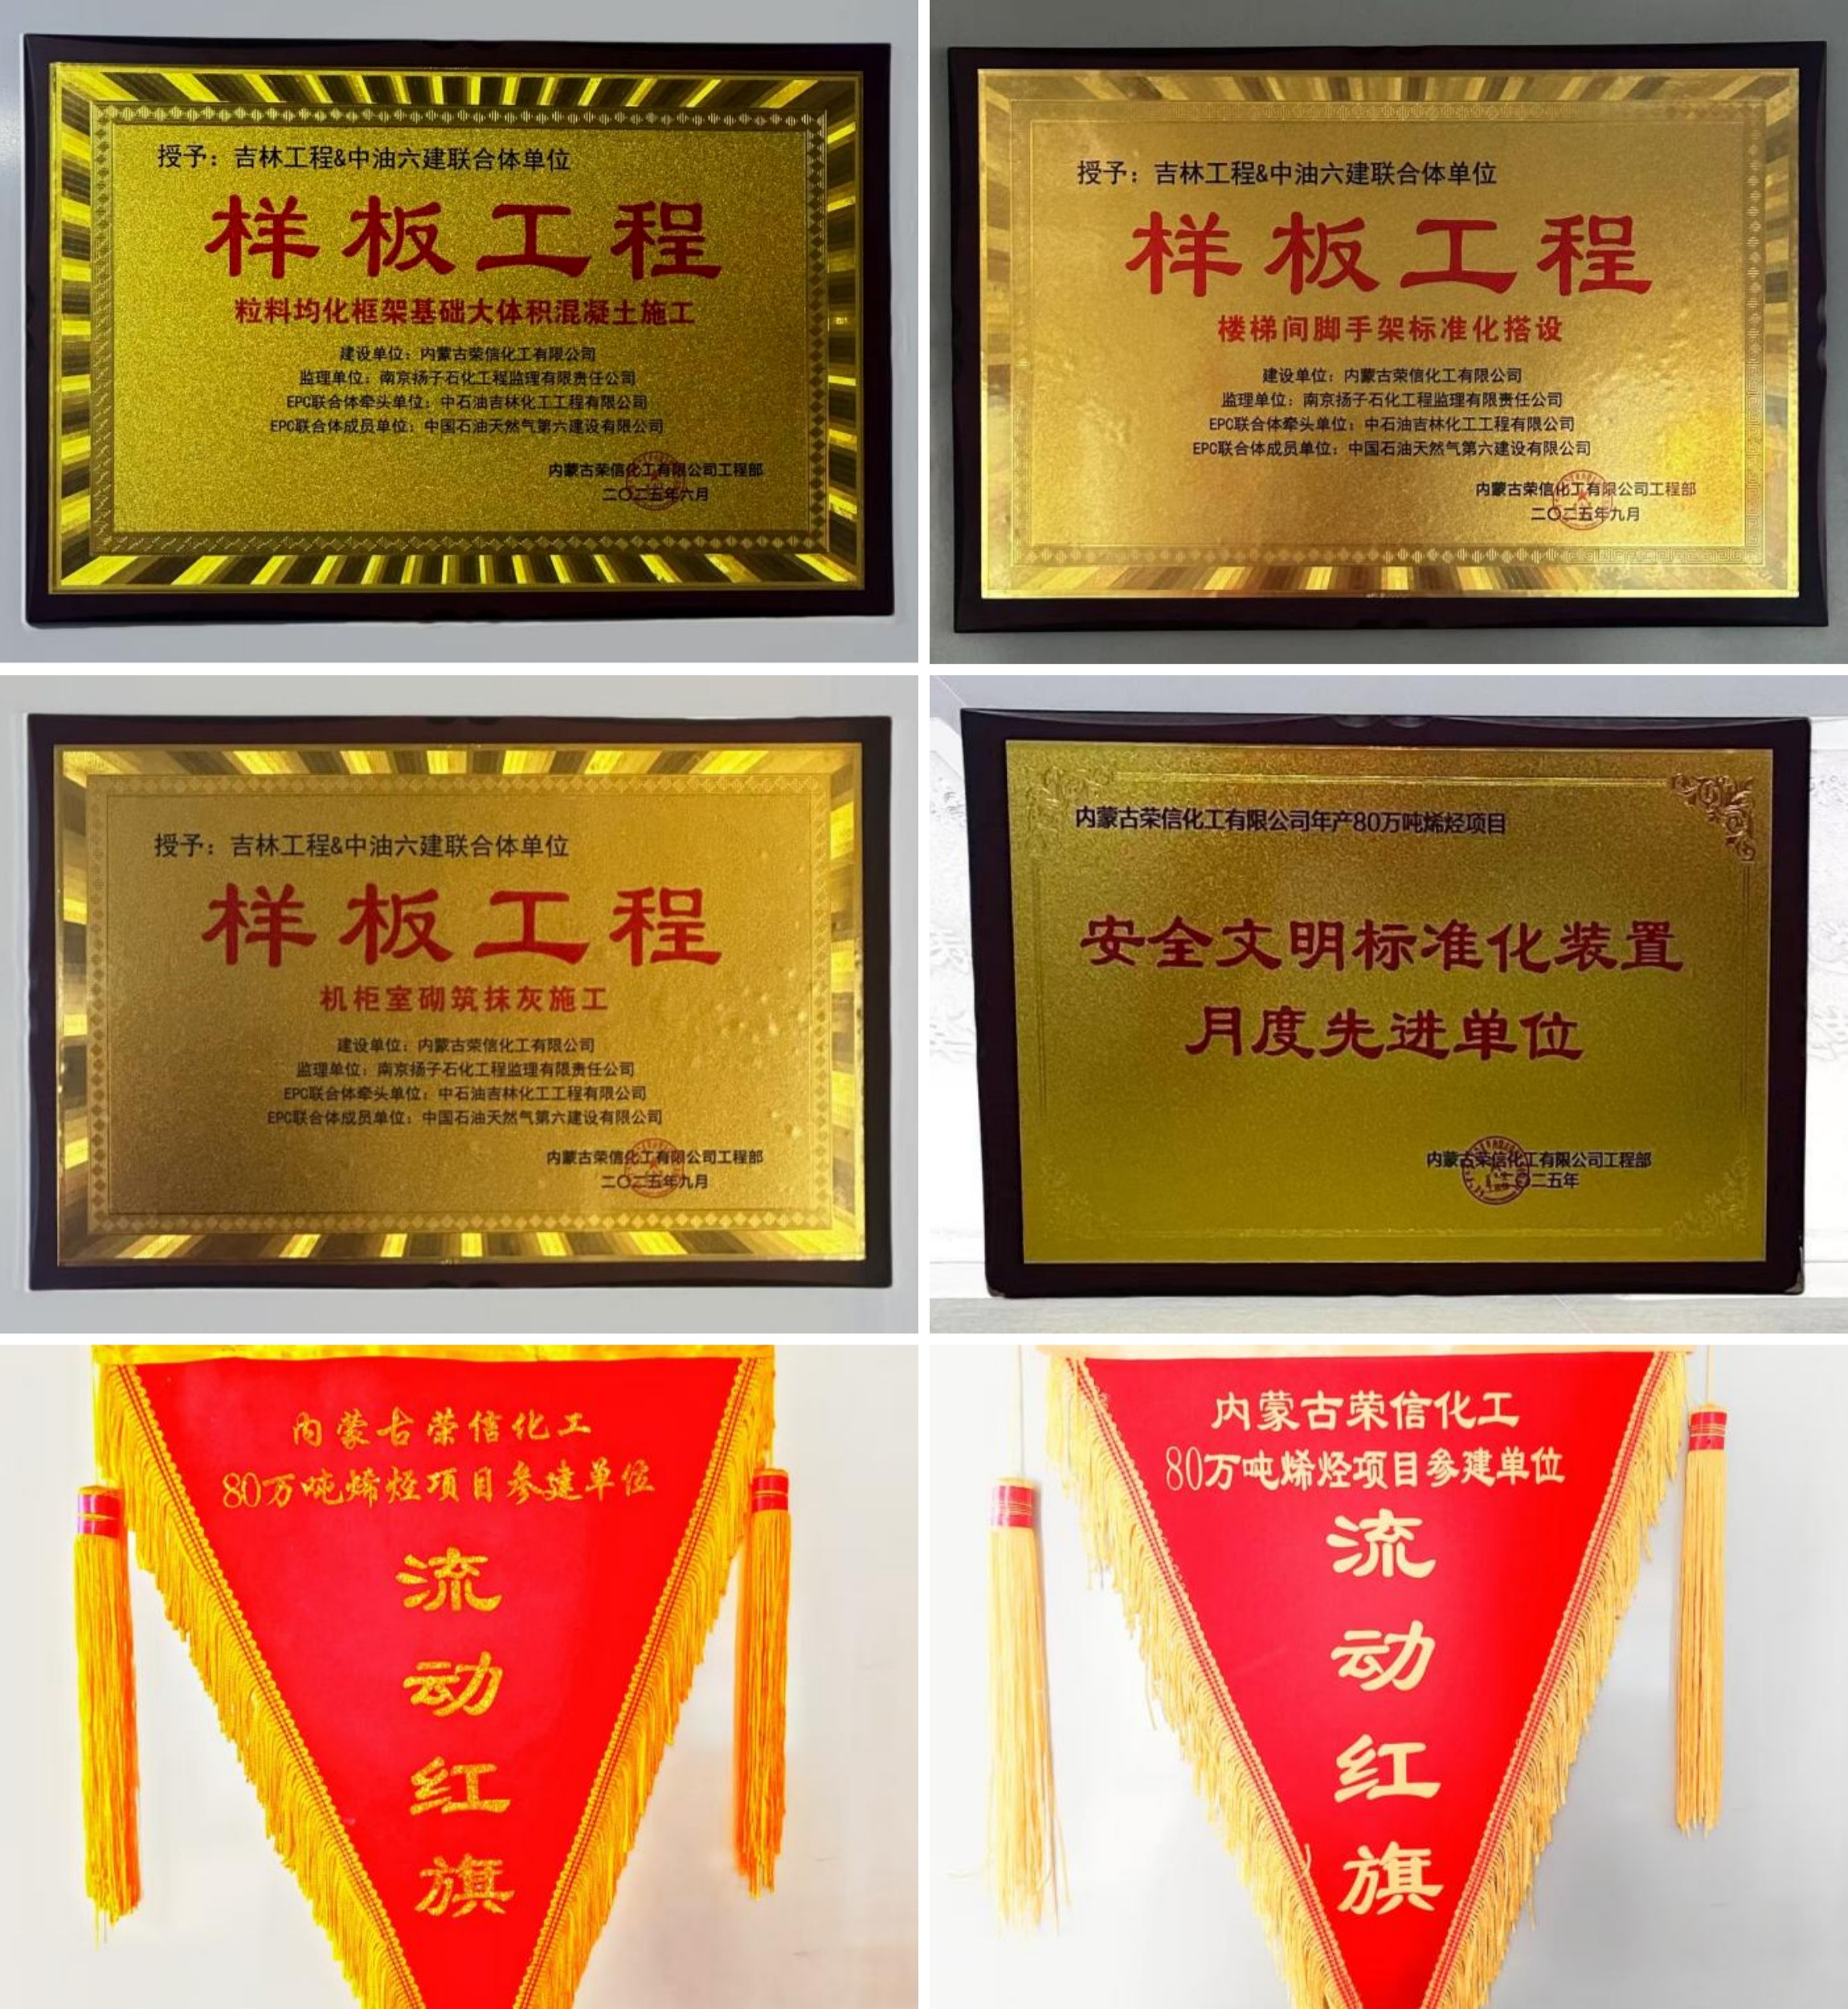 授予：吉林工程&中油六建联合体单位
样板工程
粒料均化框架基础大体积混凝土施工
建设单位：内蒙古荣信化工有限公司
监理单位：南京扬子石化工程监理有限责任公司
EPC联合体牵头单位：中石油吉林化工工程有限公司
EPC联合体成员单位：中国石油天然气第六建设有限公司
内蒙古荣信化工有限公司工程部
二〇二五年六月
授予：吉林工程&中油六建联合体单位
样板工程
楼梯间脚手架标准化搭设
建设单位：内蒙古荣信化工有限公司
监理单位：南京扬子石化工程监理有限责任公司
EPC联合体牵头单位：中石油吉林化工工程有限公司
EPC联合体成员单位：中国石油天然气第六建设有限公司
内蒙古荣信化工有限公司工程部
二〇二五年九月
授予：吉林工程&中油六建联合体单位
样板工程
机柜室砌筑抹灰施工
建设单位：内蒙古荣信化工有限公司
监理单位：南京扬子石化工程监理有限责任公司
EPC联合体牵头单位：中石油吉林化工工程有限公司
EPC联合体成员单位：中国石油天然气第六建设有限公司
内蒙古荣信化工有限公司工程部
二〇二五年九月
内蒙古荣信化工有限公司年产80万吨烯烃项目
安全文明标准化装置
月度先进单位
内蒙古荣信化工有限公司工程部
二〇二五年
内蒙古荣信化工
80万吨烯烃项目参建单位
流
动
红
旗
内蒙古荣信化工
80万吨烯烃项目参建单位
流
动
红
旗